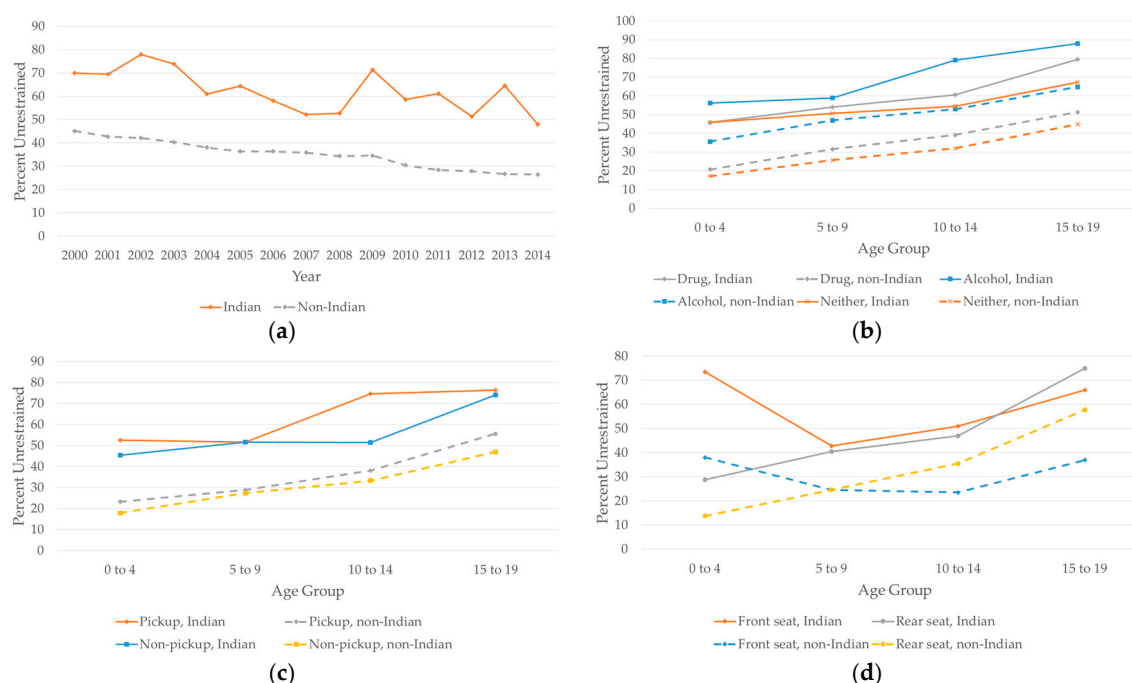 90
80
70
60
50
40
30
20
10
0
Percent Unrestrained
2000 2001 2002 2003 2004 2005 2006 2007 2008 2009 2010 2011 2012 2013 2014
Year
Indian Non-Indian
(a)
100
90
80
70
60
50
40
30
20
10
0
Percent Unrestrained
0 to 4 5 to 9 10 to 14 15 to 19
Age Group
Drug, Indian Drug, non-Indian Alcohol, Indian
Alcohol, non-Indian Neither, Indian Neither, non-Indian
(b)
90
80
70
60
50
40
30
20
10
0
Percent Unrestrained
0 to 4 5 to 9 10 to 14 15 to 19
Age Group
Pickup, Indian Pickup, non-Indian
Non-pickup, Indian Non-pickup, non-Indian
(c)
80
70
60
50
40
30
20
10
0
Percent Unrestrained
0 to 4 5 to 9 10 to 14 15 to 19
Age Group
Front seat, Indian Rear seat, Indian
Front seat, non-Indian Rear seat, non-Indian
(d)